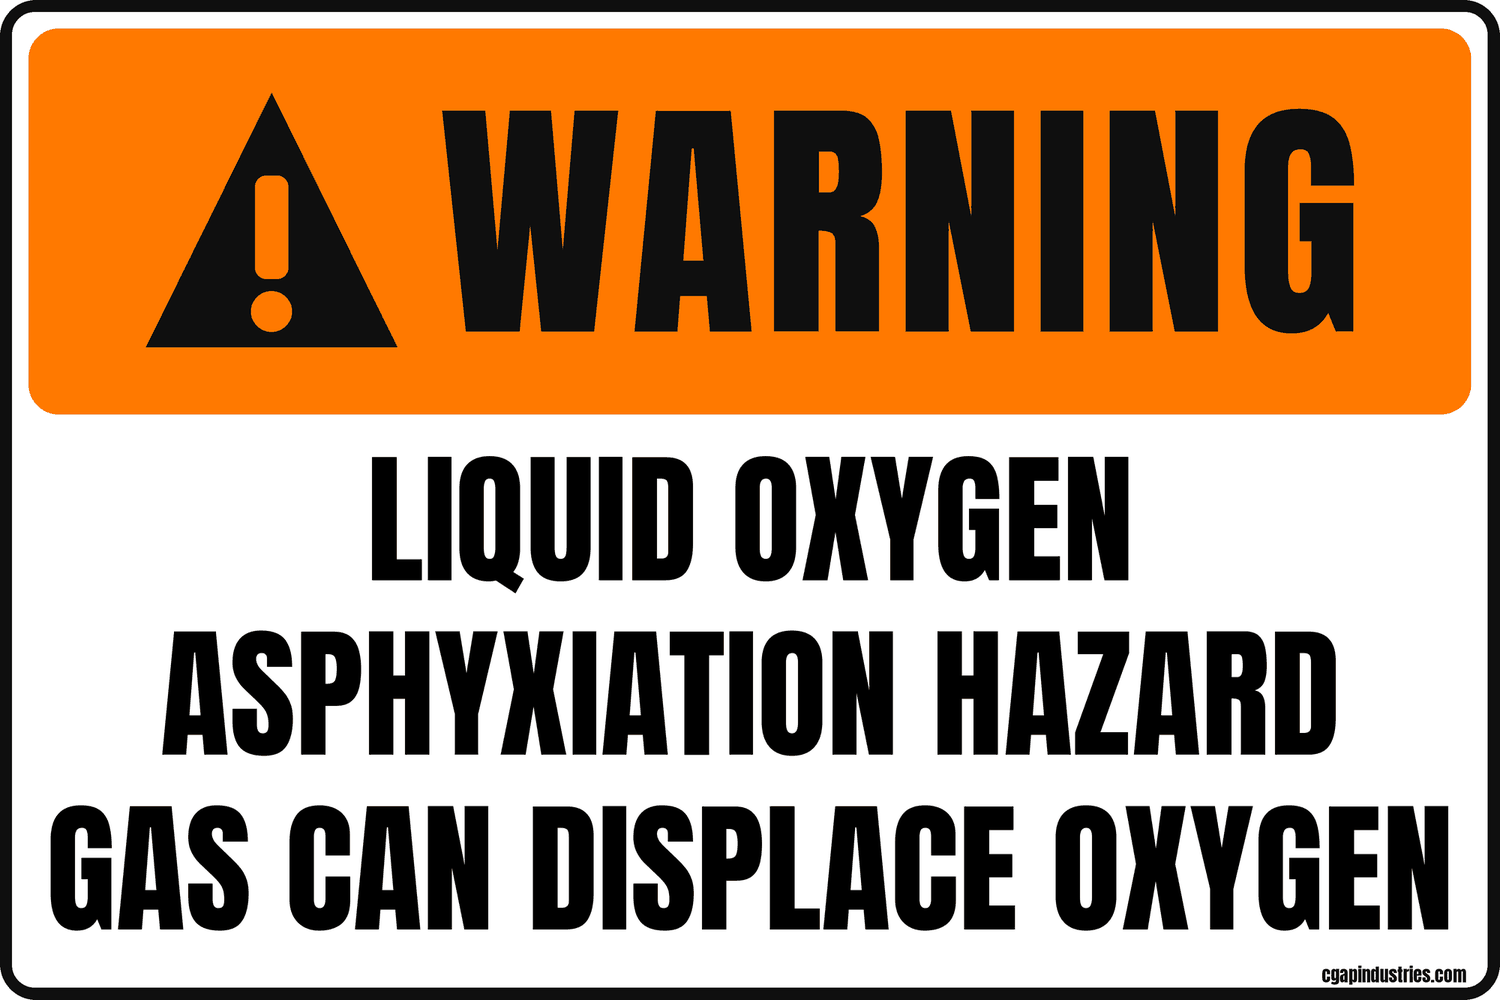 WARNING
LIQUID OXYGEN
ASPHYXIATION HAZARD
GAS CAN DISPLACE OXYGEN
cgapindustries.com